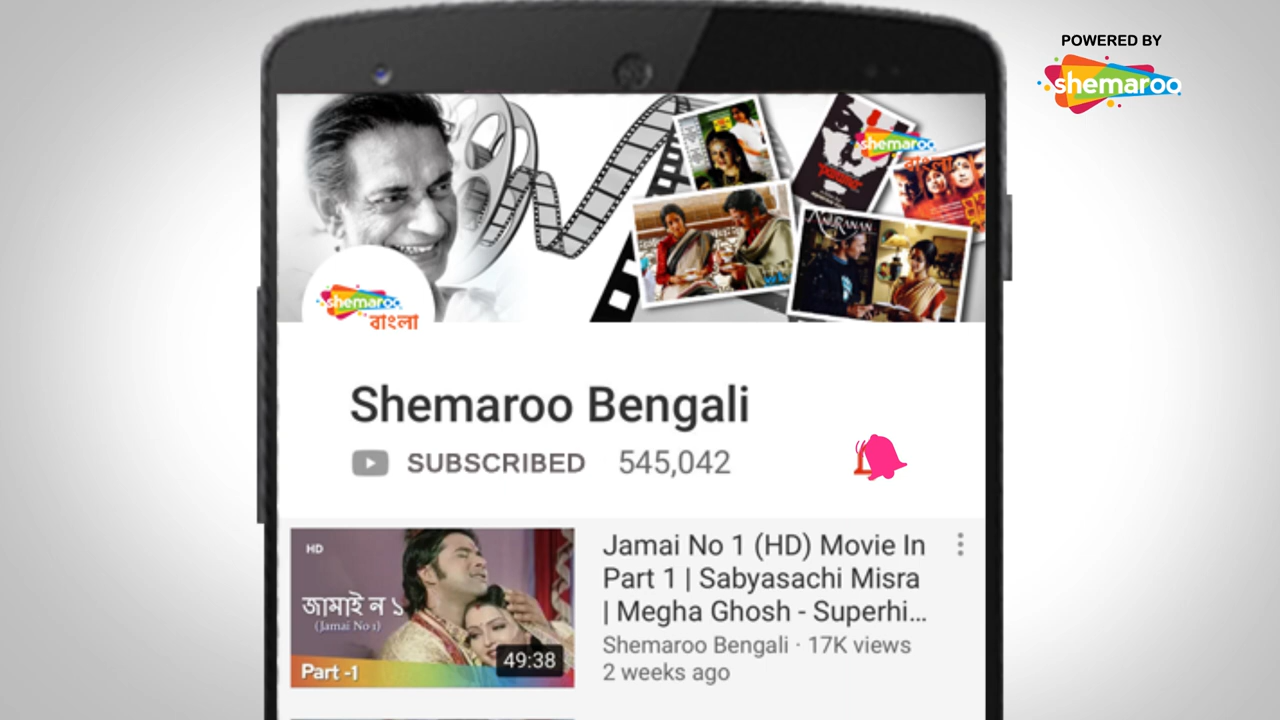 POWERED BY
shemaroo
shemaroo
বাংলা
ANURANAN
shemaroo
বাংলা
Shemaroo Bengali
SUBSCRIBED 545,042
HD
জামাই ন ১
(Jamai No 1)
Part -1
49:38
Jamai No 1 (HD) Movie In
Part 1 | Sabyasachi Misra
| Megha Ghosh - Superhi...
Shemaroo Bengali · 17K views
2 weeks ago